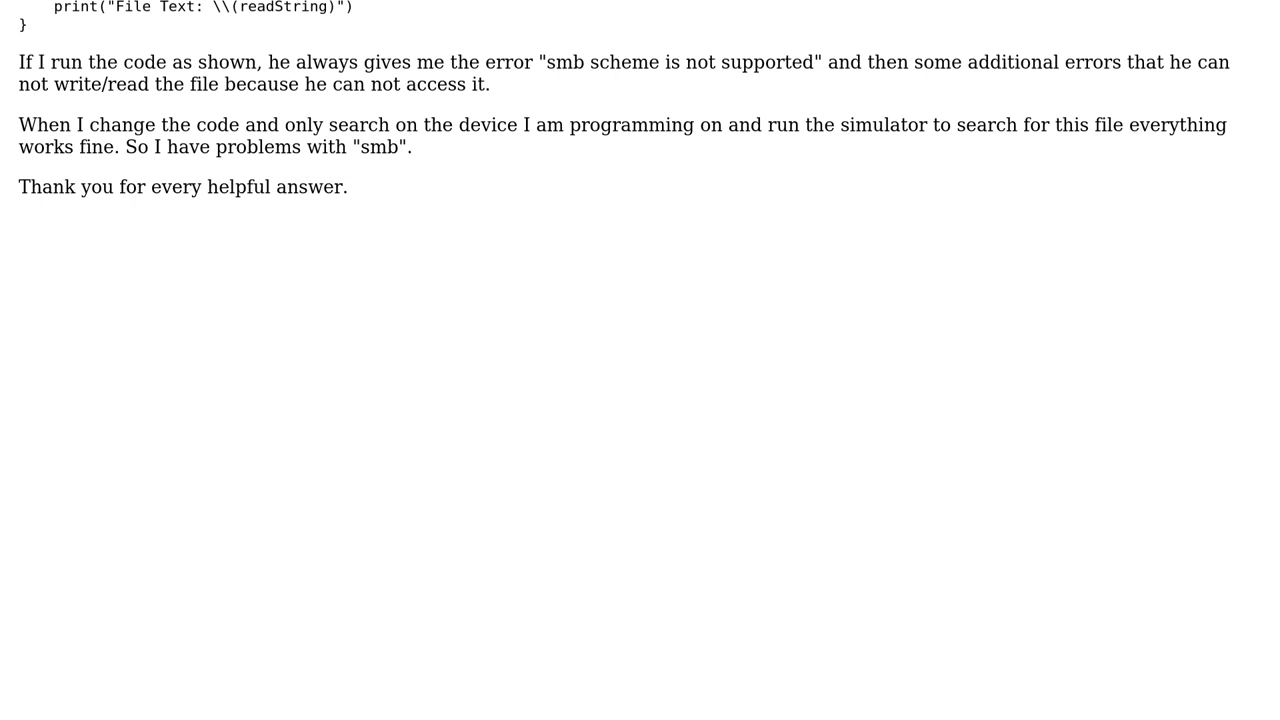 print("File Text: \\(readString)")
}
If I run the code as shown, he always gives me the error "smb scheme is not supported" and then some additional errors that he can
not write/read the file because he can not access it.
When I change the code and only search on the device I am programming on and run the simulator to search for this file everything
works fine. So I have problems with "smb".
Thank you for every helpful answer.